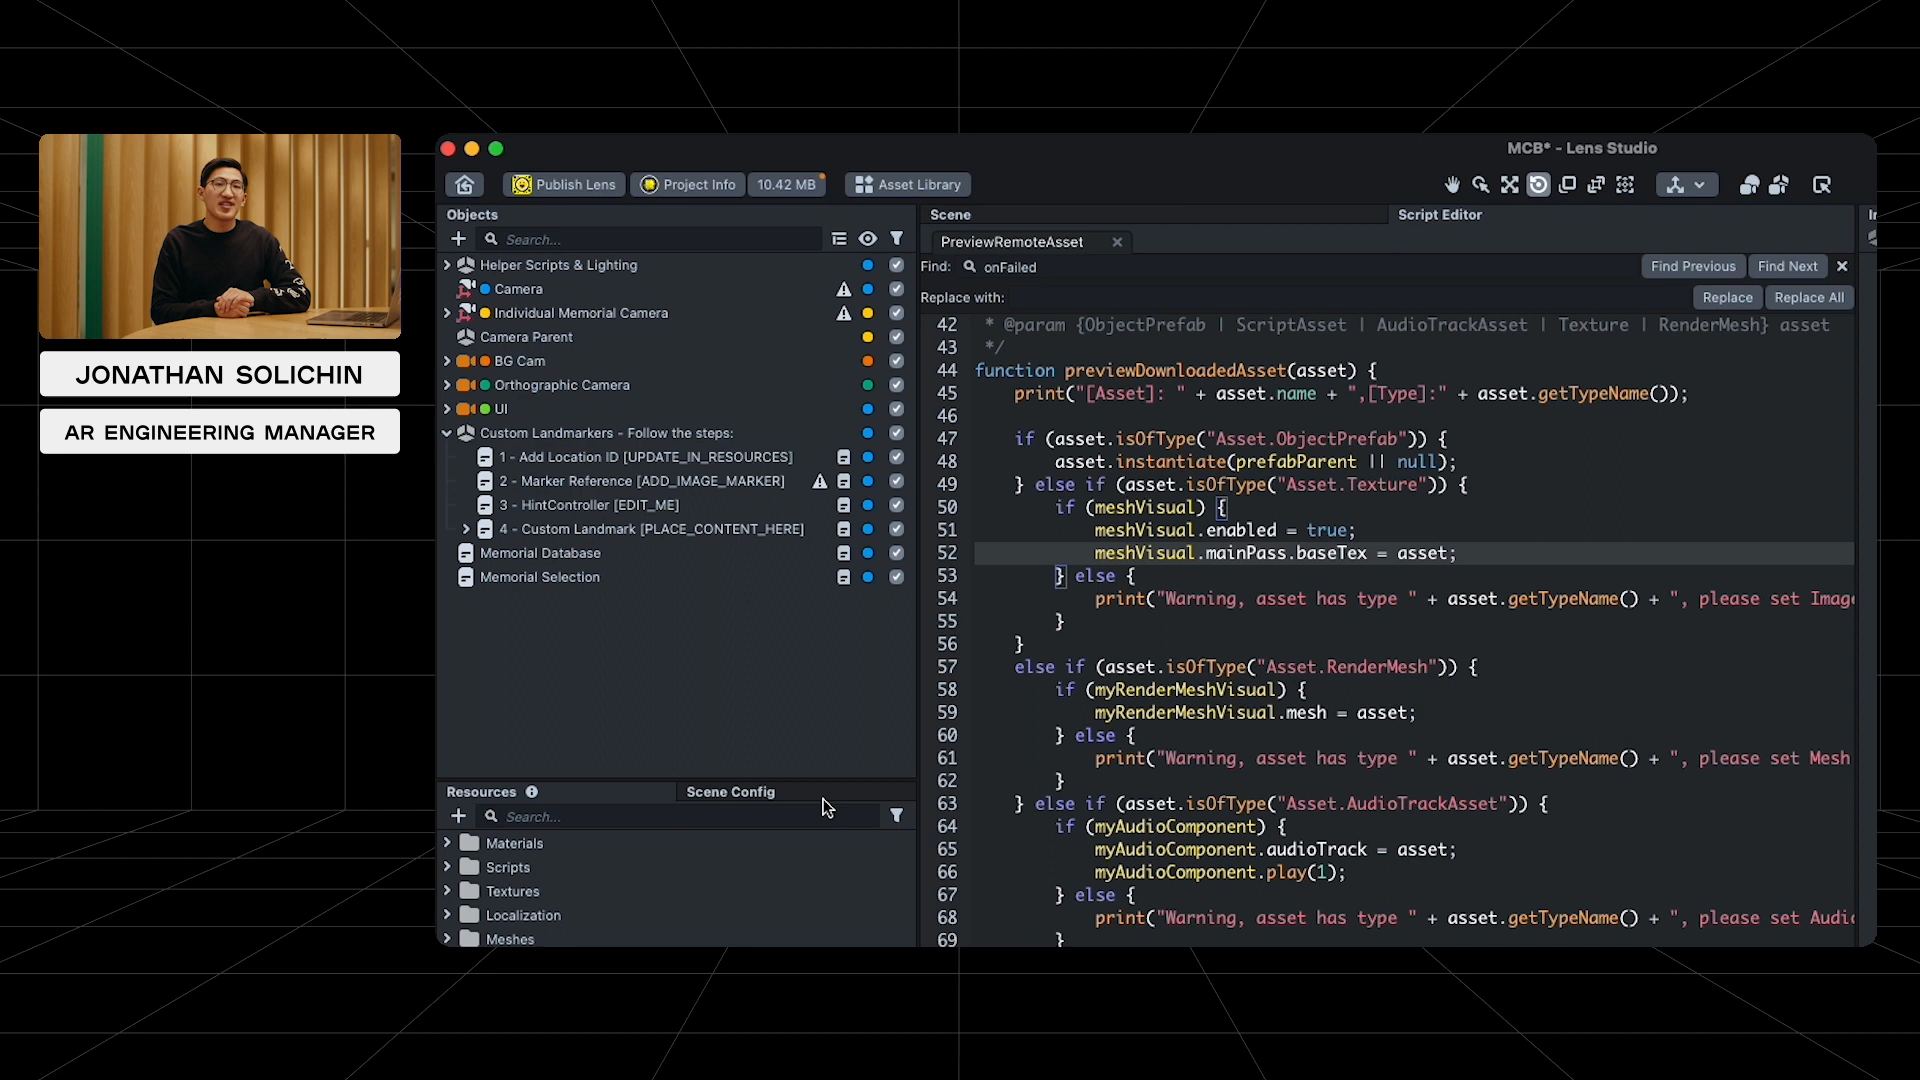 JONATHAN SOLICHIN
AR ENGINEERING MANAGER
MCB* - Lens Studio
Publish Lens
Project Info
10.42 MB
Asset Library
Objects
Search...
Helper Scripts & Lighting
Camera
Individual Memorial Camera
Camera Parent
BG Cam
Orthographic Camera
UI
Custom Landmarkers - Follow the steps:
1 - Add Location ID [UPDATE_IN_RESOURCES]
2 - Marker Reference [ADD_IMAGE_MARKER]
3 - HintController [EDIT_ME]
4 - Custom Landmark [PLACE_CONTENT_HERE]
Memorial Database
Memorial Selection
Resources
Scene Config
Search...
Materials
Scripts
Textures
Localization
Meshes
Scene
Script Editor
PreviewRemoteAsset
Find: onFailed
Find Previous
Find Next
Replace with:
Replace
Replace All
42 * @param {ObjectPrefab | ScriptAsset | AudioTrackAsset | Texture | RenderMesh} asset
43 */
44 function previewDownloadedAsset(asset) {
45 print("[Asset]: " + asset.name + ",[Type]:" + asset.getTypeName());
46
47 if (asset.isOfType("Asset.ObjectPrefab")) {
48 asset.instantiate(prefabParent || null);
49 } else if (asset.isOfType("Asset.Texture")) {
50 if (meshVisual) {
51 meshVisual.enabled = true;
52 meshVisual.mainPass.baseTex = asset;
53 } else {
54 print("Warning, asset has type " + asset.getTypeName() + ", please set Image
55 }
56 }
57 else if (asset.isOfType("Asset.RenderMesh")) {
58 if (myRenderMeshVisual) {
59 myRenderMeshVisual.mesh = asset;
60 } else {
61 print("Warning, asset has type " + asset.getTypeName() + ", please set Mesh
62 }
63 } else if (asset.isOfType("Asset.AudioTrackAsset")) {
64 if (myAudioComponent) {
65 myAudioComponent.audioTrack = asset;
66 myAudioComponent.play(1);
67 } else {
68 print("Warning, asset has type " + asset.getTypeName() + ", please set Audio
69 }